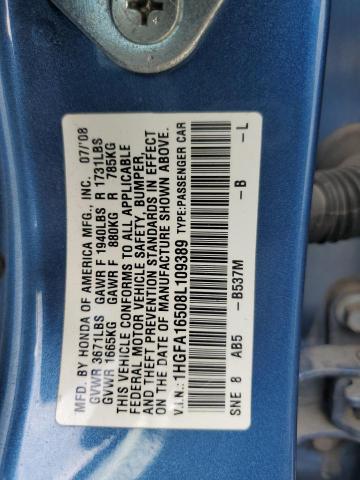 MFD. BY HONDA OF AMERICA MFG., INC. 07/'08
GVWR 3671LBS GAWR F 1940LBS R 1731LBS
GVWR 1665KG GAWR F 880KG R 785KG
THIS VEHICLE CONFORMS TO ALL APPLICABLE
FEDERAL MOTOR VEHICLE SAFETY, BUMPER,
AND THEFT PREVENTION STANDARDS IN EFFECT
ON THE DATE OF MANUFACTURE SHOWN ABOVE.
V.I.N.: 1HGFA16508L109389 TYPE:PASSENGER CAR
SNE 8 AB5 -B537M -B -L